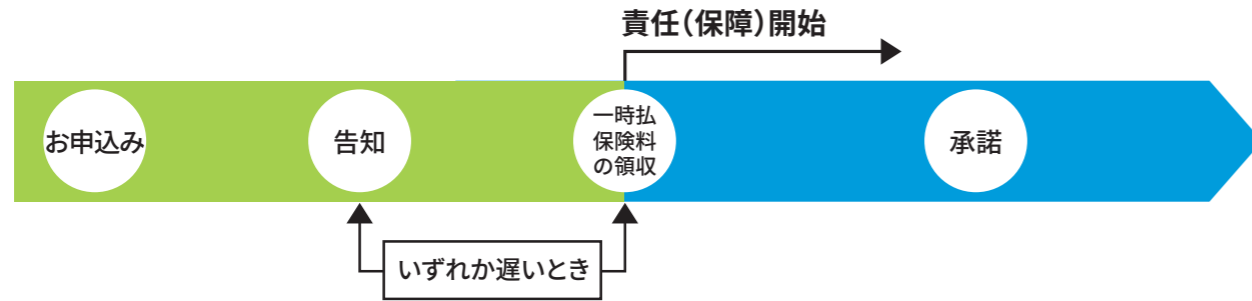 責任（保障）開始
お申込み
告知
一時払
保険料
の領収
承諾
いずれか遅いとき